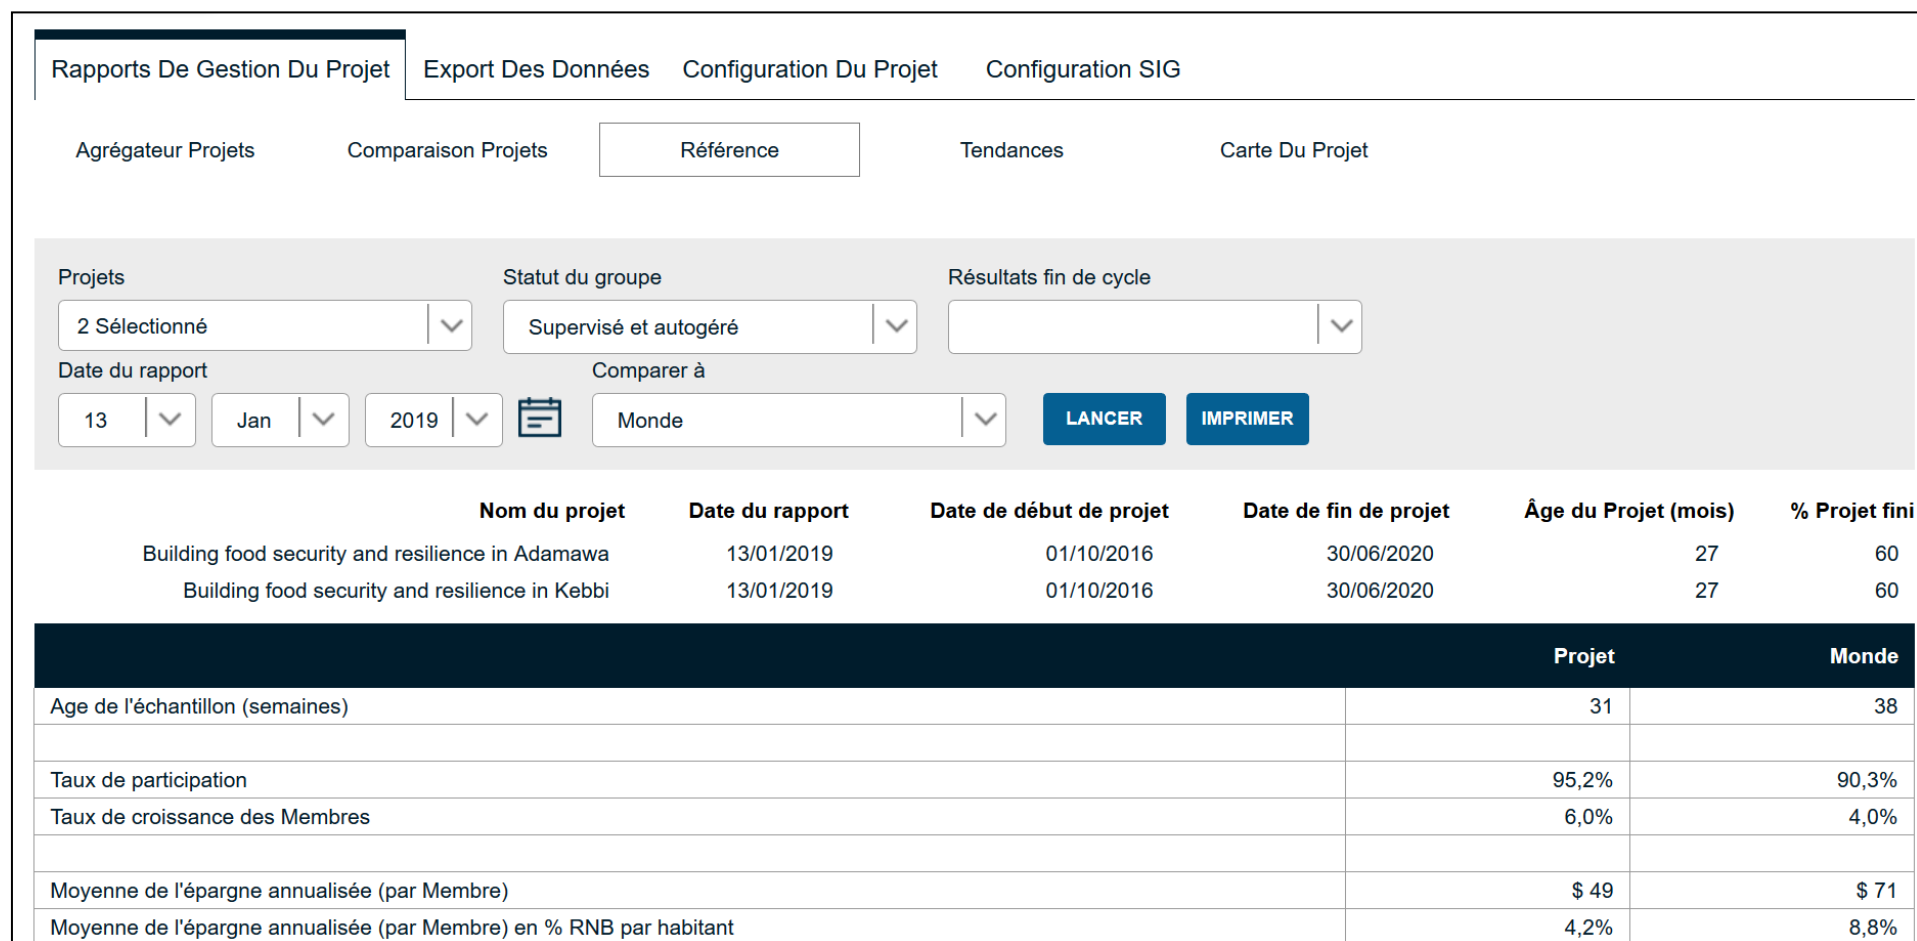 Rapports De Gestion Du Projet Export Des Données Configuration Du Projet Configuration SIG
Agrégateur Projets Comparaison Projets Référence Tendances Carte Du Projet
Projets Statut du groupe Résultats fin de cycle
2 Sélectionné Supervisé et autogéré
Date du rapport Comparer à
13 Jan 2019 Monde LANCER IMPRIMER
Nom du projet Date du rapport Date de début de projet Date de fin de projet Âge du Projet (mois) % Projet fini
Building food security and resilience in Adamawa 13/01/2019 01/10/2016 30/06/2020 27 60
Building food security and resilience in Kebbi 13/01/2019 01/10/2016 30/06/2020 27 60
Projet Monde
Age de l'échantillon (semaines) 31 38
Taux de participation 95,2% 90,3%
Taux de croissance des Membres 6,0% 4,0%
Moyenne de l'épargne annualisée (par Membre) $ 49 $ 71
Moyenne de l'épargne annualisée (par Membre) en % RNB par habitant 4,2% 8,8%